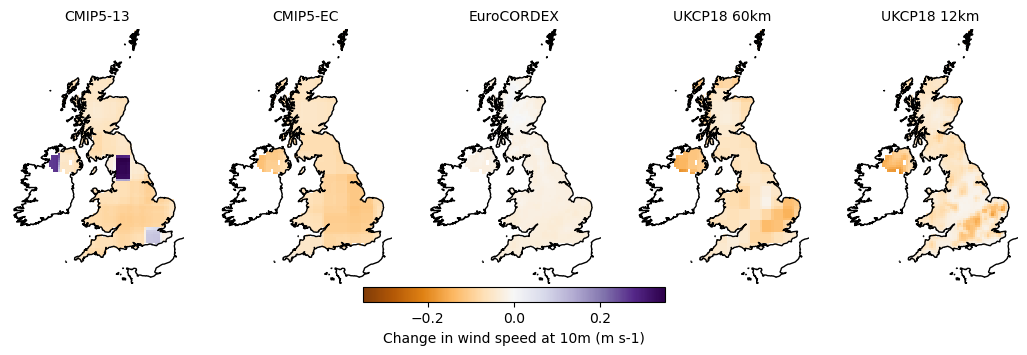 CMIP5-13 CMIP5-EC EuroCORDEX UKCP18 60km UKCP18 12km
−0.2 0.0 0.2
Change in wind speed at 10m (m s-1)